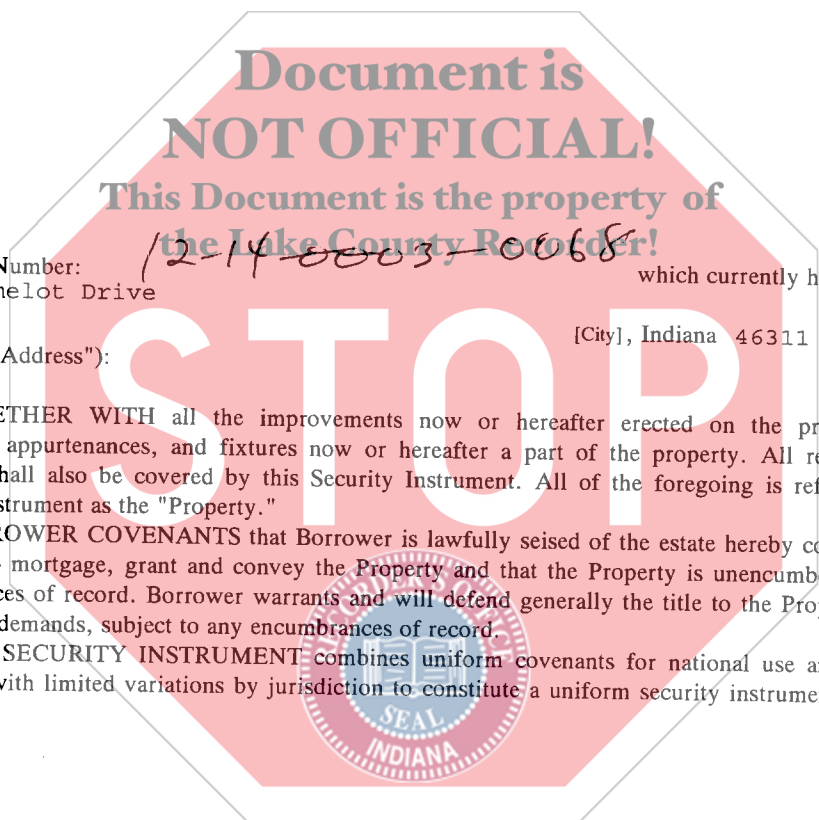 Document is
NOT OFFICIAL!
This Document is the property of
the Lake County Recorder!
Number: 12-14-0003-0068 which currently h
nelot Drive
[City], Indiana 46311
Address"):
STOP
ETHER WITH all the improvements now or hereafter erected on the pr
appurtenances, and fixtures now or hereafter a part of the property. All re
hall also be covered by this Security Instrument. All of the foregoing is ref
strument as the "Property."
ROWER COVENANTS that Borrower is lawfully seised of the estate hereby co
mortgage, grant and convey the Property and that the Property is unencumb
ces of record. Borrower warrants and will defend generally the title to the Prop
demands, subject to any encumbrances of record.
SECURITY INSTRUMENT combines uniform covenants for national use a
with limited variations by jurisdiction to constitute a uniform security instrume
RECORDER'S OFFICE
SEAL
INDIANA